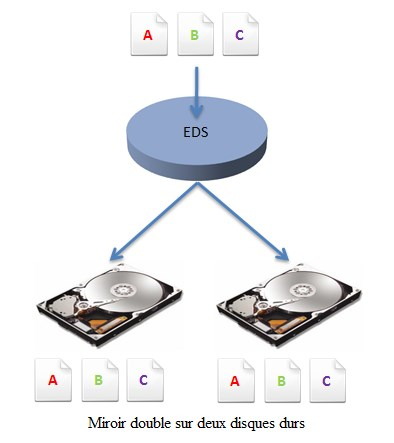 A B C
EDS
A B C A B C
Miroir double sur deux disques durs